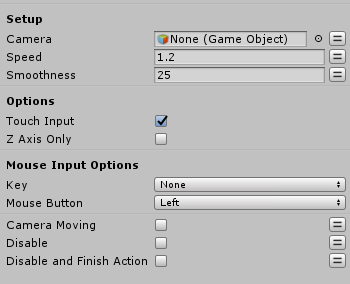 Setup
Camera None (Game Object)
Speed 1.2
Smoothness 25
Options
Touch Input
Z Axis Only
Mouse Input Options
Key None
Mouse Button Left
Camera Moving
Disable
Disable and Finish Action